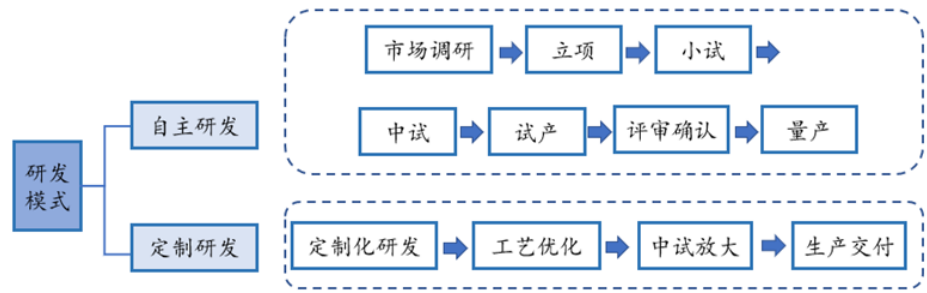 市场调研
立项
小试
自主研发
中试
试产
评审确认
量产
研发
模式
定制研发
定制化研发
工艺优化
中试放大
生产交付